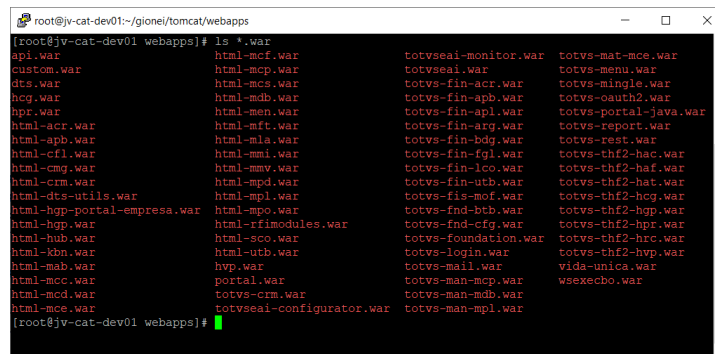 root@jv-cat-dev01:~/gionei/tomcat/webapps
[root@jv-cat-dev01 webapps]# ls *.war
api.war html-mcf.war totvseai-monitor.war totvs-mat-mce.war
custom.war html-mcp.war totvseai.war totvs-menu.war
dts.war html-mcs.war totvs-fin-acr.war totvs-mingle.war
hcg.war html-mdb.war totvs-fin-apb.war totvs-oauth2.war
hpr.war html-men.war totvs-fin-apl.war totvs-portal-java.war
html-acr.war html-mft.war totvs-fin-arg.war totvs-report.war
html-apb.war html-mla.war totvs-fin-bdg.war totvs-rest.war
html-cfl.war html-mmi.war totvs-fin-fgl.war totvs-thf2-hac.war
html-cmg.war html-mmv.war totvs-fin-lco.war totvs-thf2-haf.war
html-crm.war html-mpd.war totvs-fin-utb.war totvs-thf2-hat.war
html-dts-utils.war html-mpl.war totvs-fis-mof.war totvs-thf2-hcg.war
html-hgp-portal-empresa.war html-mpo.war totvs-fnd-btb.war totvs-thf2-hgp.war
html-hgp.war html-rfimodules.war totvs-fnd-cfg.war totvs-thf2-hpr.war
html-hub.war html-sco.war totvs-foundation.war totvs-thf2-hrc.war
html-kbn.war html-utb.war totvs-login.war totvs-thf2-hvp.war
html-mab.war hvp.war totvs-mail.war vida-unica.war
html-mcc.war portal.war totvs-man-mcp.war wsexecbo.war
html-mcd.war totvs-crm.war totvs-man-mdb.war
html-mce.war totvseai-configurator.war totvs-man-mpl.war
[root@jv-cat-dev01 webapps]#